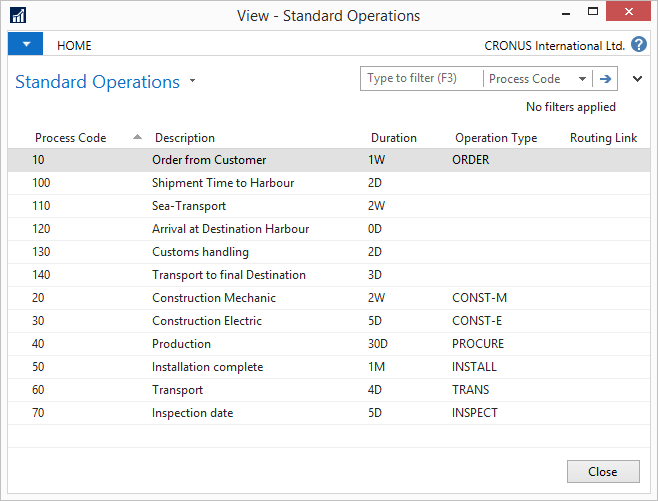 View - Standard Operations
HOME
CRONUS International Ltd. ?
Standard Operations
Type to filter (F3) Process Code
No filters applied
Process Code Description Duration Operation Type Routing Link
10 Order from Customer 1W ORDER
100 Shipment Time to Harbour 2D
110 Sea-Transport 2W
120 Arrival at Destination Harbour 0D
130 Customs handling 2D
140 Transport to final Destination 3D
20 Construction Mechanic 2W CONST-M
30 Construction Electric 5D CONST-E
40 Production 30D PROCURE
50 Installation complete 1M INSTALL
60 Transport 4D TRANS
70 Inspection date 5D INSPECT
Close